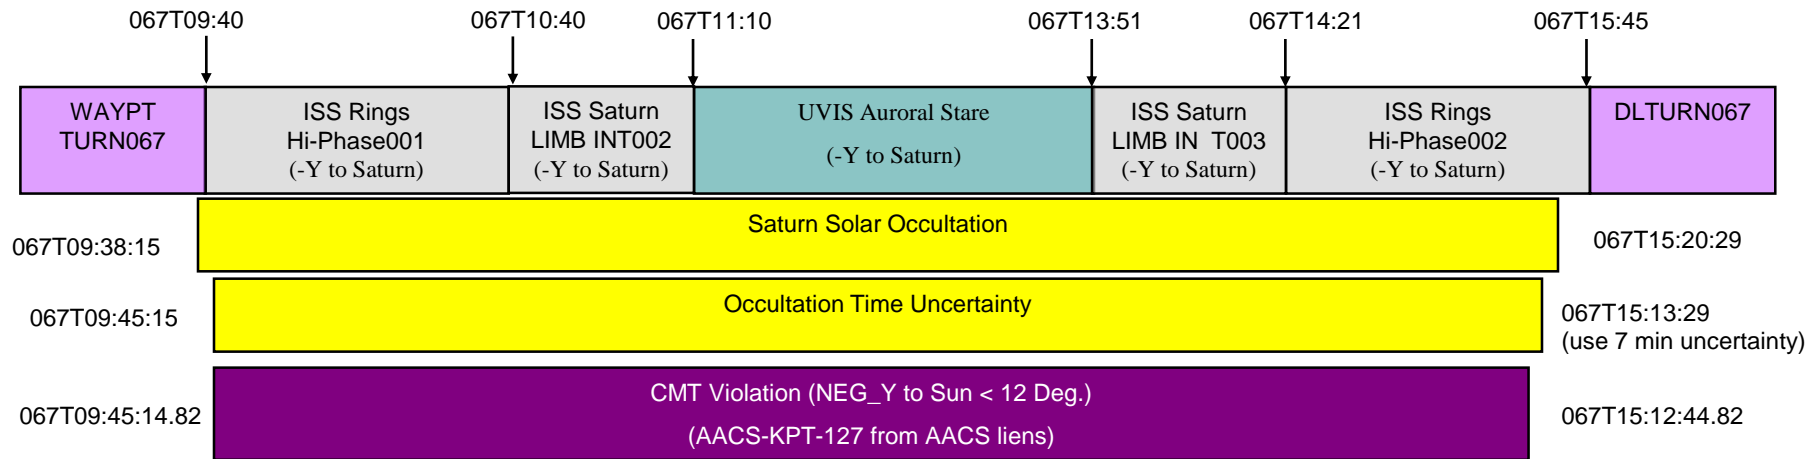 067T09:40
067T10:40
067T11:10
067T13:51
067T14:21
067T15:45
WAYPT
TURN067
ISS Rings
Hi-Phase001
(-Y to Saturn)
ISS Saturn
LIMB INT002
(-Y to Saturn)
UVIS Auroral Stare
(-Y to Saturn)
ISS Saturn
LIMB IN T003
(-Y to Saturn)
ISS Rings
Hi-Phase002
(-Y to Saturn)
DLTURN067
067T09:38:15
Saturn Solar Occultation
067T15:20:29
067T09:45:15
Occultation Time Uncertainty
067T15:13:29
(use 7 min uncertainty)
067T09:45:14.82
CMT Violation (NEG_Y to Sun < 12 Deg.)
(AACS-KPT-127 from AACS liens)
067T15:12:44.82